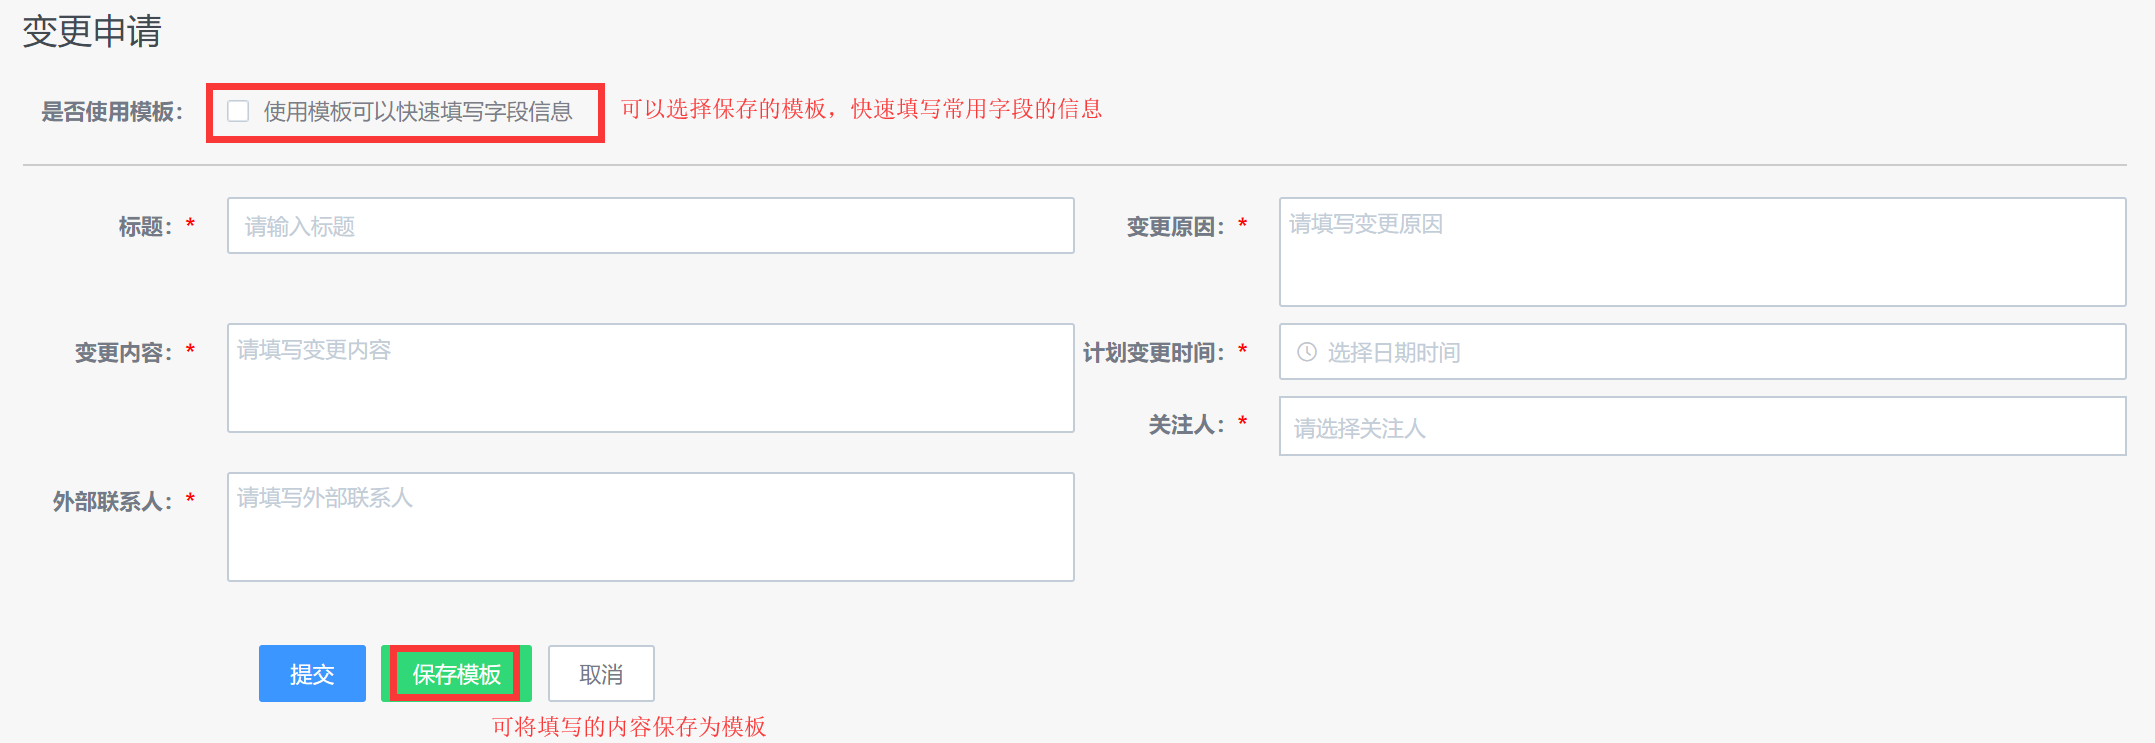 变更申请
是否使用模板： 使用模板可以快速填写字段信息 可以选择保存的模板，快速填写常用字段的信息
标题：* 请输入标题 变更原因：* 请填写变更原因
变更内容：* 请填写变更内容 计划变更时间：* 选择日期时间
关注人：* 请选择关注人
外部联系人：* 请填写外部联系人
提交 保存模板 取消
可将填写的内容保存为模板